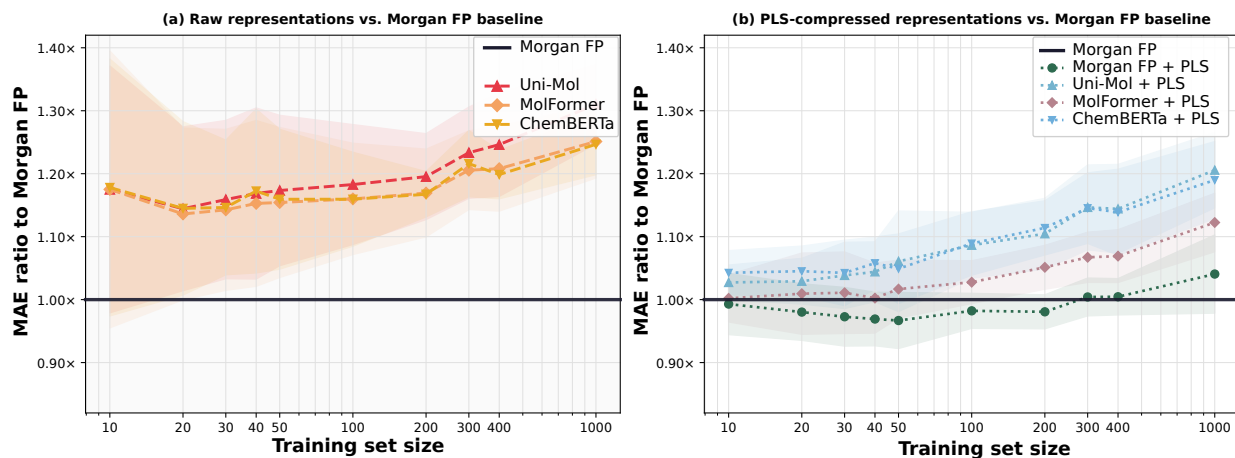 (a) Raw representations vs. Morgan FP baseline
MAE ratio to Morgan FP
1.40×
1.30×
1.20×
1.10×
1.00×
0.90×
Morgan FP
Uni-Mol
MolFormer
ChemBERTa
10 20 30 40 50 100 200 300 400 1000
Training set size
(b) PLS-compressed representations vs. Morgan FP baseline
MAE ratio to Morgan FP
1.40×
1.30×
1.20×
1.10×
1.00×
0.90×
Morgan FP
Morgan FP + PLS
Uni-Mol + PLS
MolFormer + PLS
ChemBERTa + PLS
10 20 30 40 50 100 200 300 400 1000
Training set size